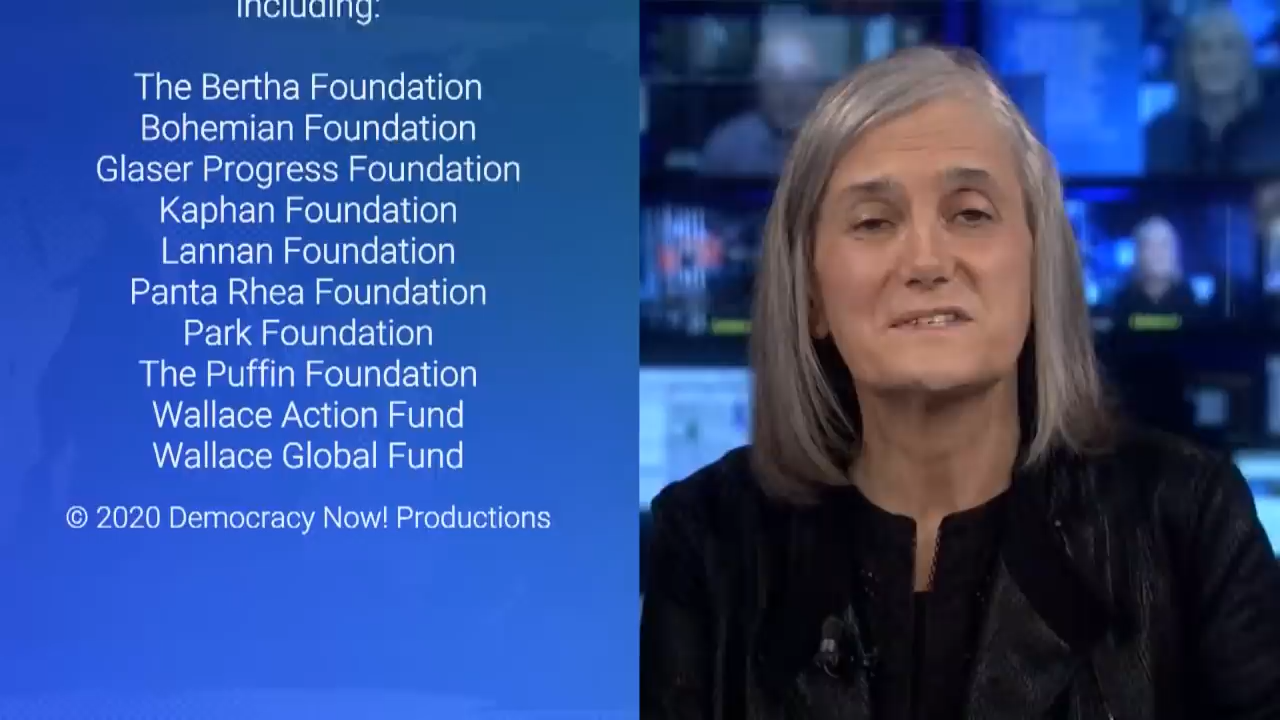 including:
The Bertha Foundation
Bohemian Foundation
Glaser Progress Foundation
Kaphan Foundation
Lannan Foundation
Panta Rhea Foundation
Park Foundation
The Puffin Foundation
Wallace Action Fund
Wallace Global Fund
© 2020 Democracy Now! Productions